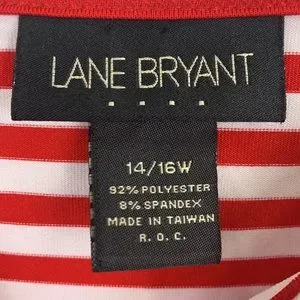 LANE BRYANT
14/16W
92% POLYESTER
8% SPANDEX
MADE IN TAIWAN
R. O. C.